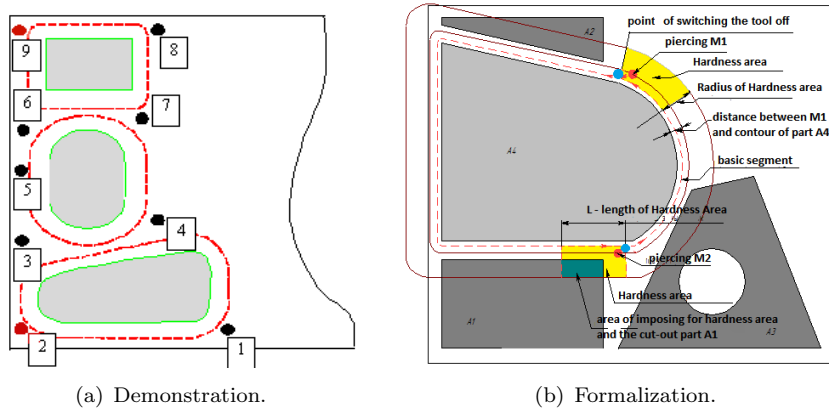 9
8
6
7
5
4
3
2
1
(a) Demonstration.
point of switching the tool off
A2
piercing M1
Hardness area
Radius of Hardness area
distance between M1
and contour of part A4
A4
basic segment
L - length of Hardness Area
piercing M2
Hardness area
A1
area of imposing for hardness area
and the cut-out part A1
A3
(b) Formalization.